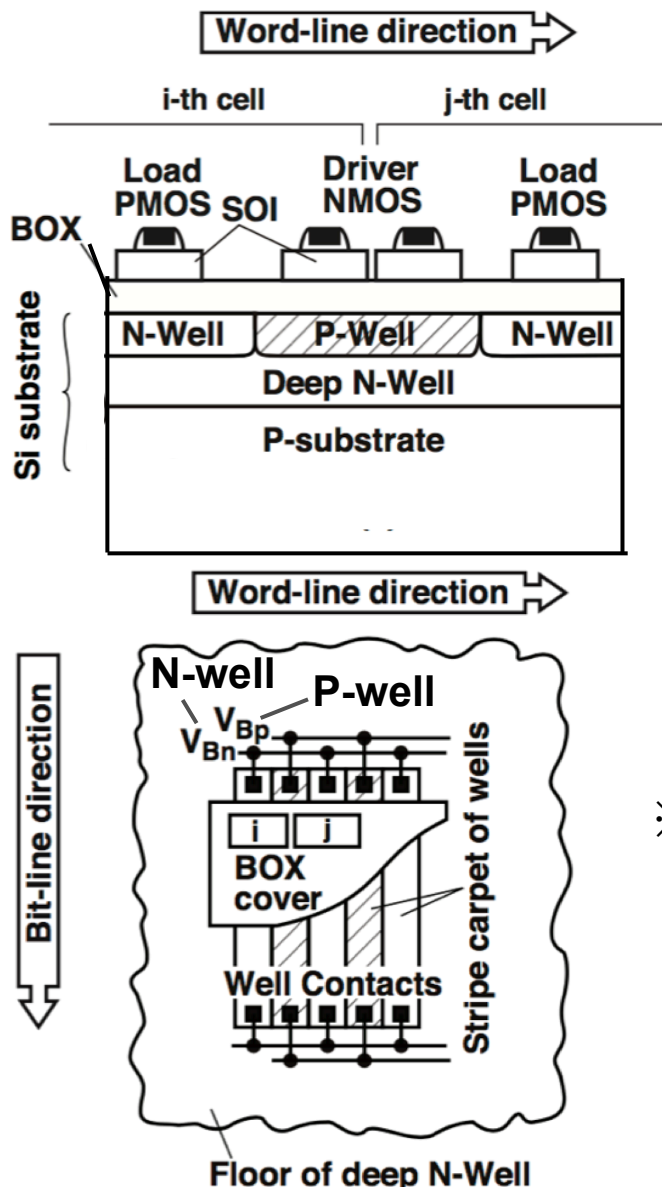 Word-line direction
i-th cell
j-th cell
Load
PMOS
SOI
Driver
NMOS
Load
PMOS
BOX
Si substrate
N-Well
P-Well
N-Well
Deep N-Well
P-substrate
Word-line direction
Bit-line direction
N-well
P-well
VBp
VBn
i
j
BOX
cover
Stripe carpet of wells
Well Contacts
※
Floor of deep N-Well